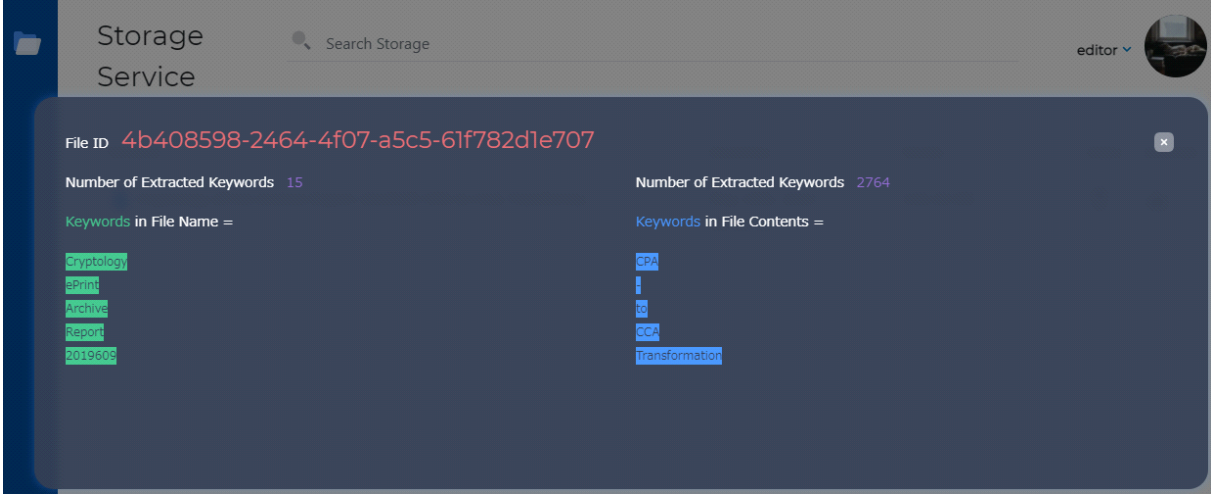 Storage
Service
Search Storage
editor
File ID 4b408598-2464-4f07-a5c5-61f782d1e707
×
Number of Extracted Keywords 15
Keywords in File Name =
Cryptology
ePrint
Archive
Report
2019609
Number of Extracted Keywords 2764
Keywords in File Contents =
CPA
-
to
CCA
Transformation